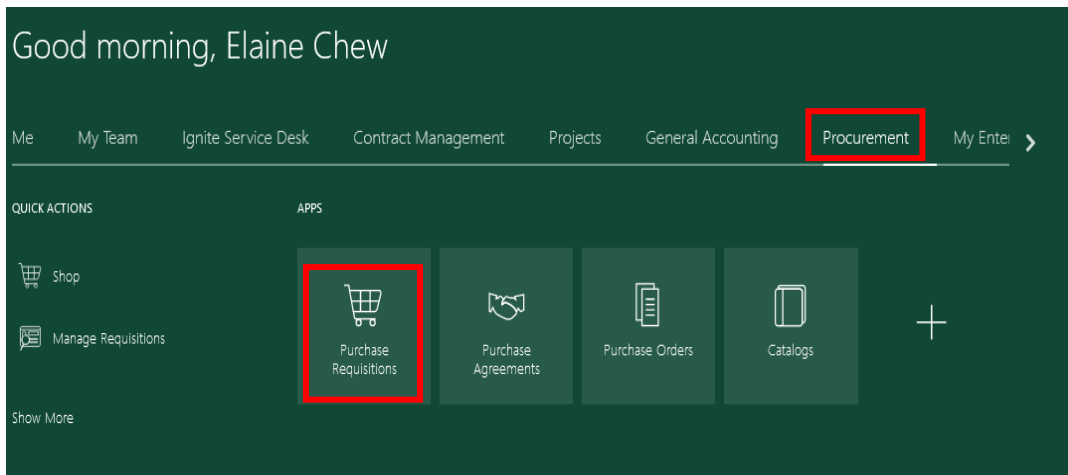 Good morning, Elaine Chew
Me My Team Ignite Service Desk Contract Management Projects General Accounting Procurement My Enter
QUICK ACTIONS APPS
Shop
Manage Requisitions
Purchase
Requisitions
Purchase
Agreements
Purchase Orders
Catalogs
Show More